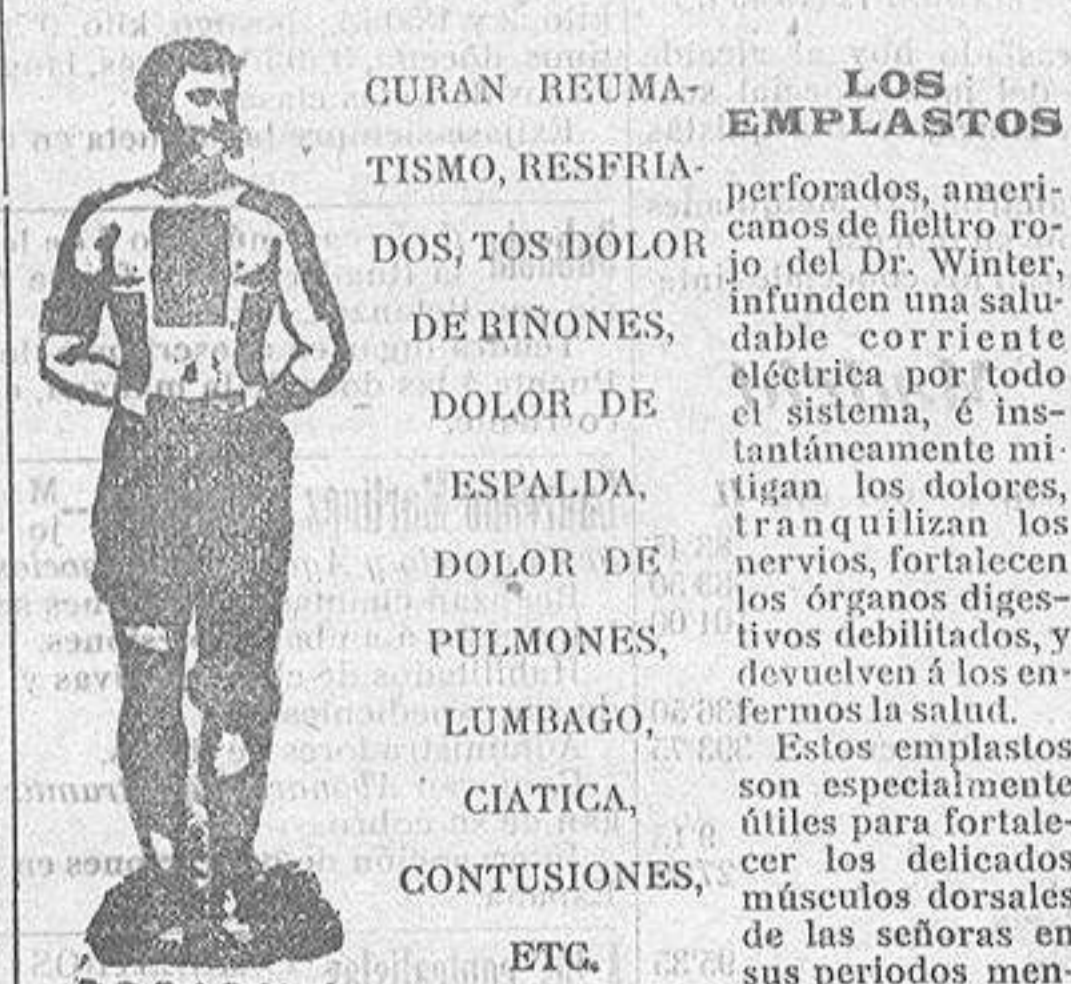 CURAN REUMA-
TISMO, RESFRIA-
DOS, TOS DOLOR
DE RIÑONES,
DOLOR DE
ESPALDA,
DOLOR DE
PULMONES,
LUMBAGO,
CIATICA,
CONTUSIONES,
ETC.
LOS
EMPLASTOS
perforados, ameri-
canos de fieltro ro-
jo del Dr. Winter,
infunden una salu-
dable corriente
eléctrica por todo
el sistema, é ins-
tantáneamente mi-
tigan los dolores,
tranquilizan los
nervios, fortalecen
los órganos diges-
tivos debilitados, y
devuelven á los en-
fermos la salud.
Estos emplastos
son especialmente
útiles para fortale-
cer los delicados
músculos dorsales
de las señoras en
sus periodos men-